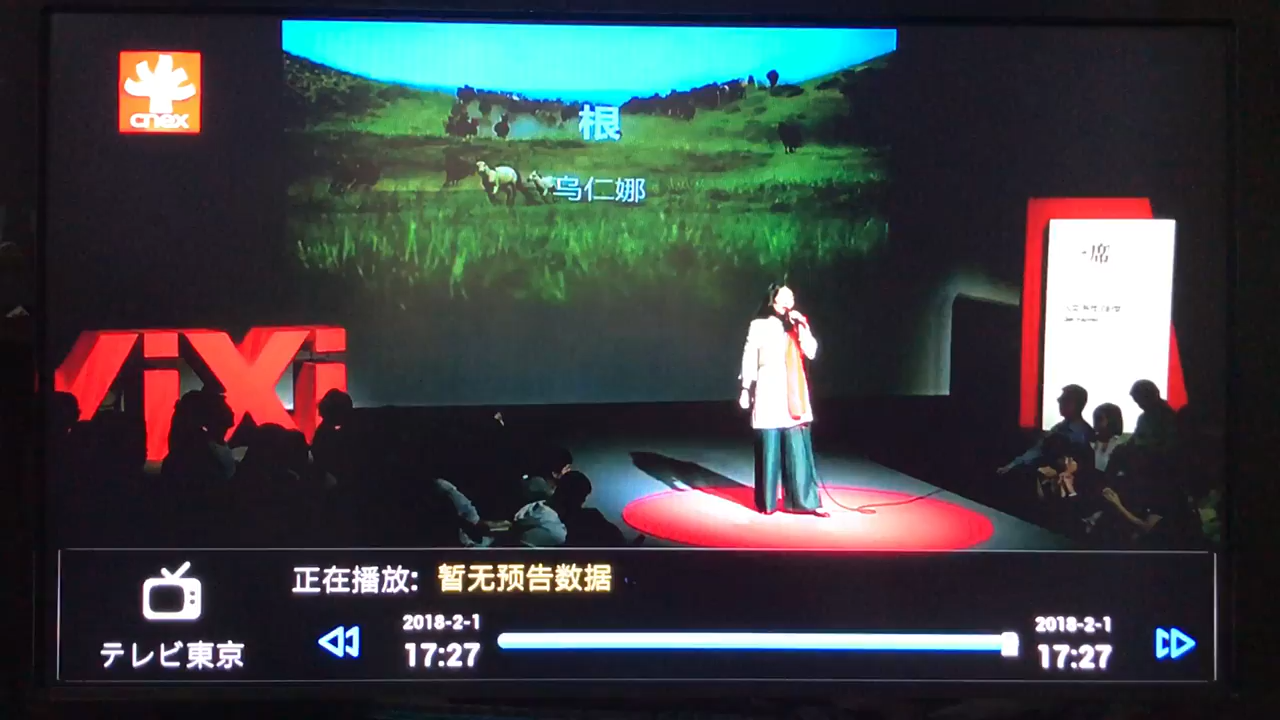 cnex
根
乌仁娜
一席
YiXi
正在播放: 暂无预告数据
2018-2-1
17:27
2018-2-1
17:27
テレビ東京